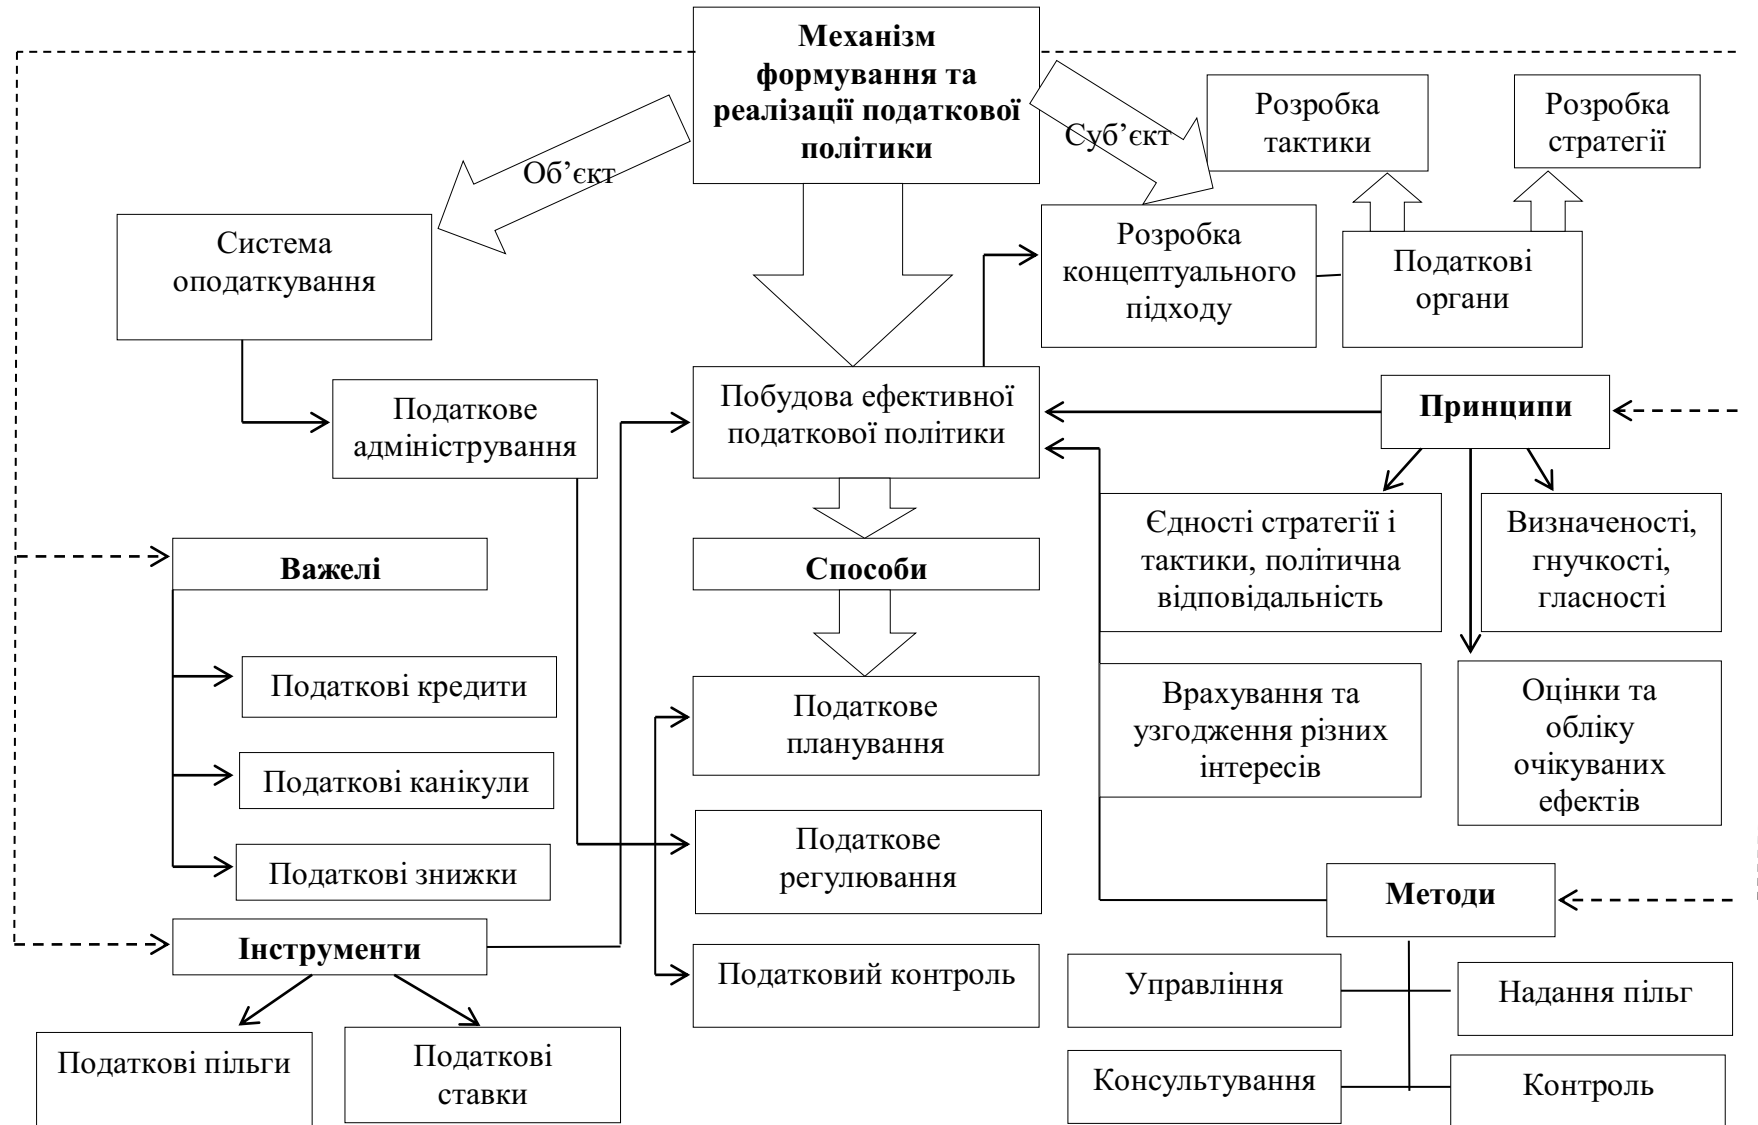 Механізм
формування та
реалізації податкової
політики
Об’єкт
Суб’єкт
Розробка
тактики
Розробка
стратегії
Система
оподаткування
Розробка
концептуального
підходу
Податкові
органи
Податкове
адміністрування
Побудова ефективної
податкової політики
Принципи
Єдності стратегії і
тактики, політична
відповідальність
Визначеності,
гнучкості,
гласності
Важелі
Способи
Податкові кредити
Податкове
планування
Врахування та
узгодження різних
інтересів
Оцінки та
обліку
очікуваних
ефектів
Податкові канікули
Податкові знижки
Податкове
регулювання
Методи
Інструменти
Податковий контроль
Управління
Надання пільг
Податкові пільги
Податкові
ставки
Консультування
Контроль